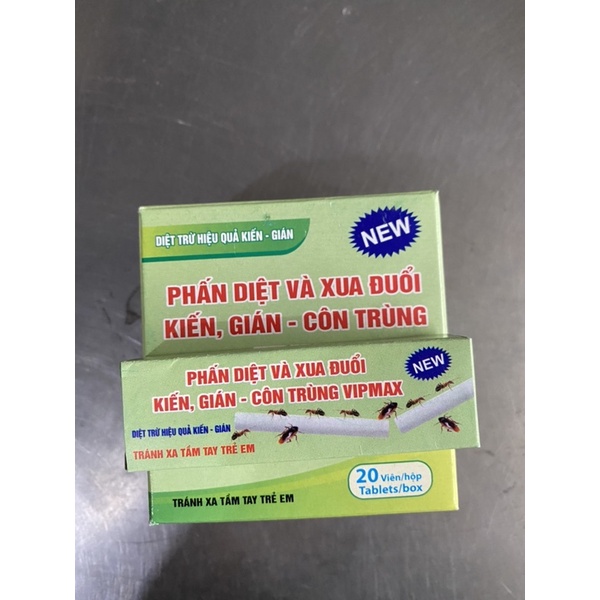 DIỆT TRỪ HIỆU QUẢ KIẾN - GIÁN
NEW
PHẤN DIỆT VÀ XUA ĐUỔI
KIẾN, GIÁN - CÔN TRÙNG
PHẤN DIỆT VÀ XUA ĐUỔI
KIẾN, GIÁN - CÔN TRÙNG VIPMAX
NEW
DIỆT TRỪ HIỆU QUẢ KIẾN - GIÁN
TRÁNH XA TẦM TAY TRẺ EM
TRÁNH XA TẦM TAY TRẺ EM
20 Viên/hộp
Tablets/box